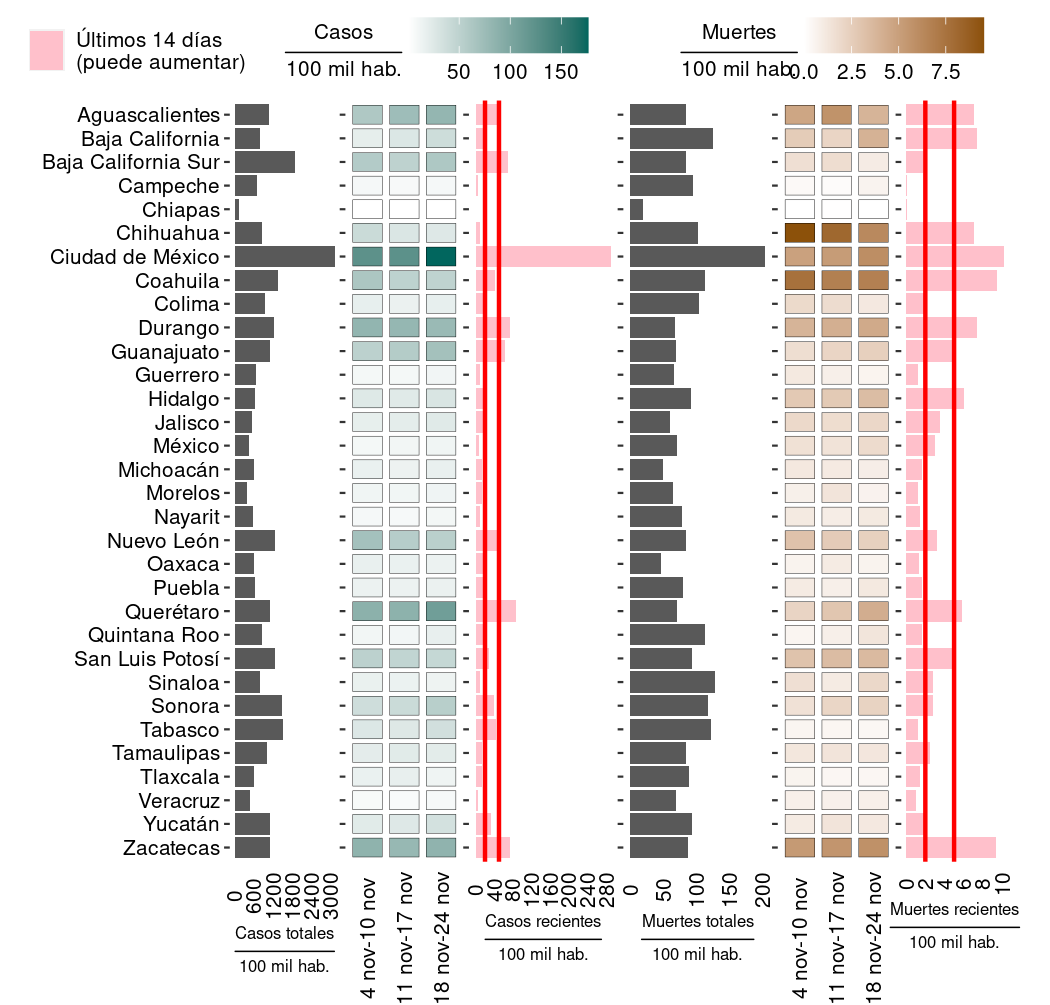 Últimos 14 días
(puede aumentar)
Casos
100 mil hab.
50 100 150
Muertes
100 mil hab.
0.0 2.5 5.0 7.5
Aguascalientes
Baja California
Baja California Sur
Campeche
Chiapas
Chihuahua
Ciudad de México
Coahuila
Colima
Durango
Guanajuato
Guerrero
Hidalgo
Jalisco
México
Michoacán
Morelos
Nayarit
Nuevo León
Oaxaca
Puebla
Querétaro
Quintana Roo
San Luis Potosí
Sinaloa
Sonora
Tabasco
Tamaulipas
Tlaxcala
Veracruz
Yucatán
Zacatecas
0 600 1200 1800 2400 3000
Casos totales
100 mil hab.
4 nov-10 nov
11 nov-17 nov
18 nov-24 nov
0 40 80 120 160 200 240 280
Casos recientes
100 mil hab.
0 50 100 150 200
Muertes totales
100 mil hab.
4 nov-10 nov
11 nov-17 nov
18 nov-24 nov
0 2 4 6 8 10
Muertes recientes
100 mil hab.